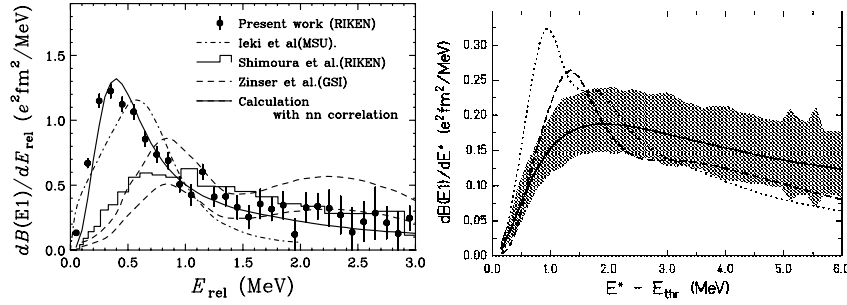 dB(E1)/dE_rel (e²fm²/MeV)
1.5
1.0
0.5
0.0
Present work (RIKEN)
Ieki et al(MSU).
Shimoura et al.(RIKEN)
Zinser et al.(GSI)
Calculation
with nn correlation
0.0 0.5 1.0 1.5 2.0 2.5 3.0
E_rel (MeV)
dB(E1)/dE* (e²fm²/MeV)
0.30
0.25
0.20
0.15
0.10
0.05
0.00
0.0 1.0 2.0 3.0 4.0 5.0 6.0
E* - E_thr (MeV)